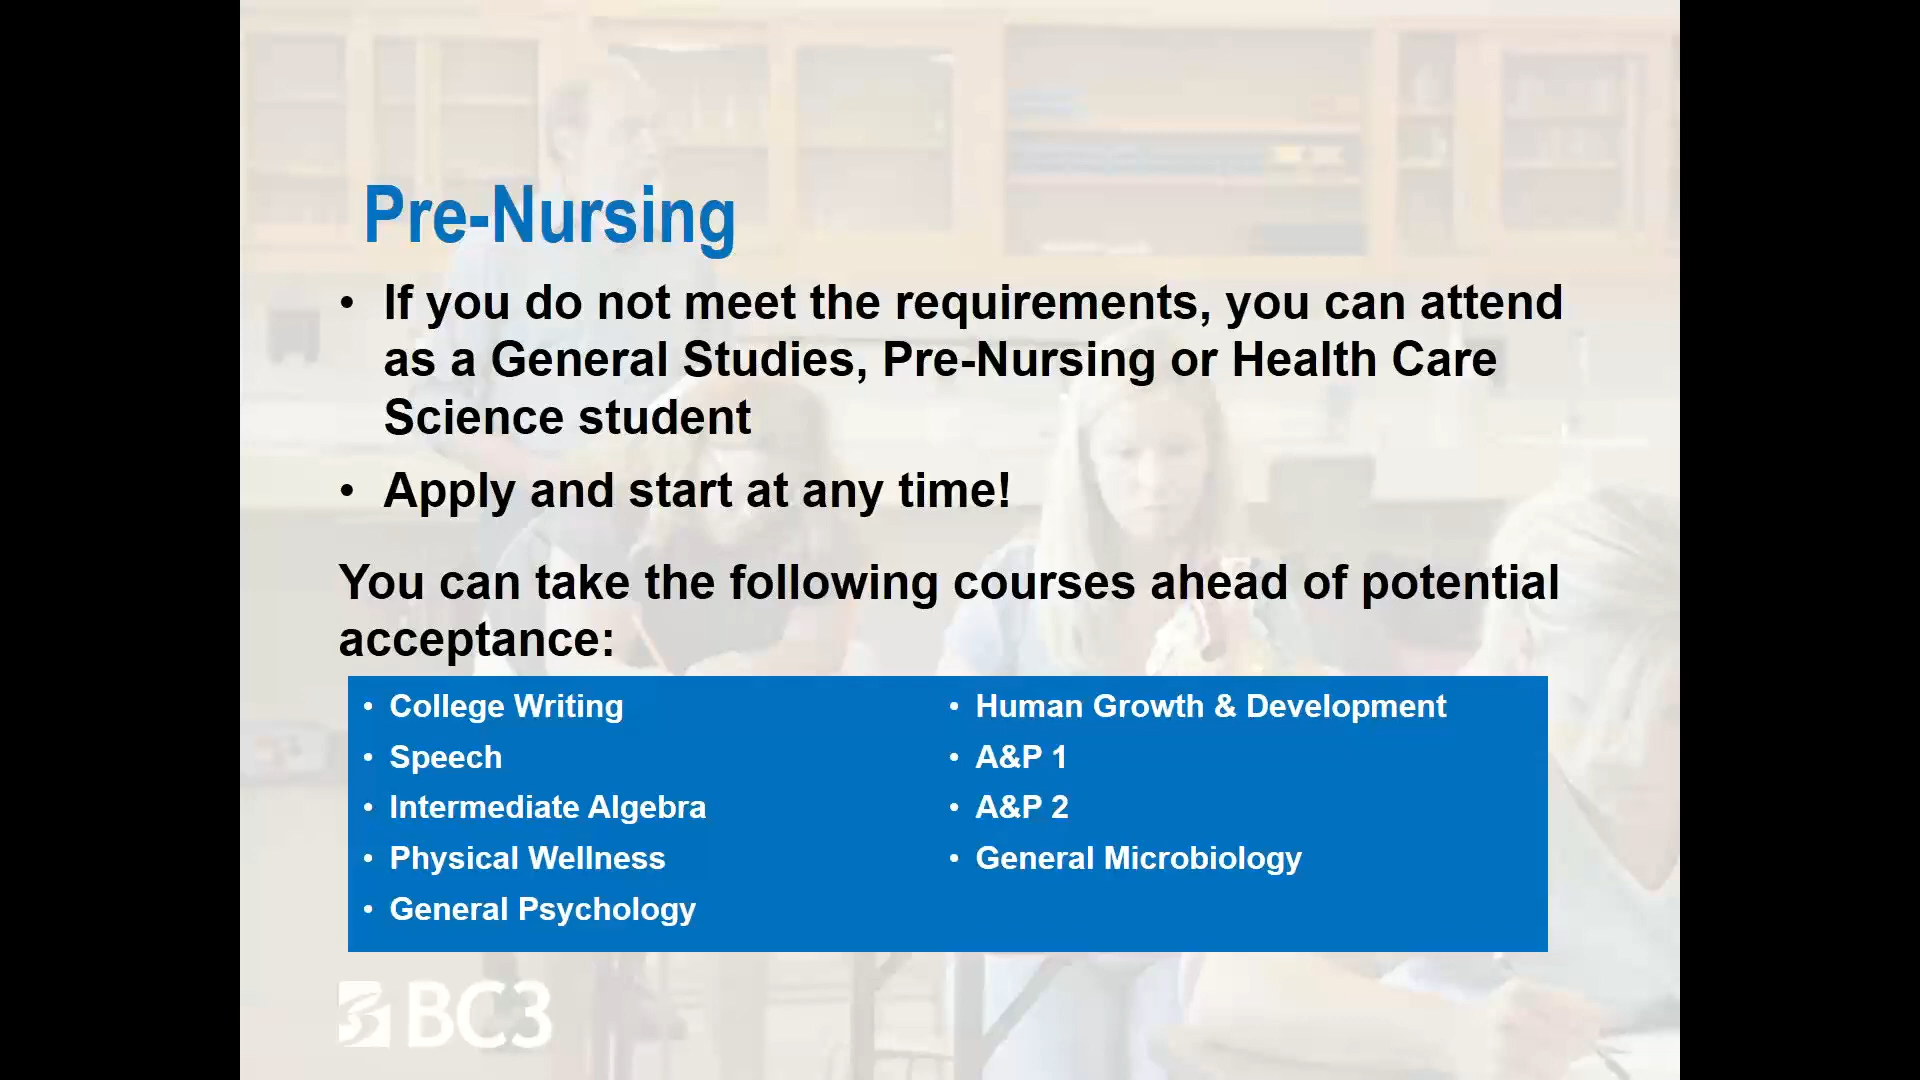 Pre-Nursing
• If you do not meet the requirements, you can attend
as a General Studies, Pre-Nursing or Health Care
Science student
• Apply and start at any time!
You can take the following courses ahead of potential
acceptance:
• College Writing
• Speech
• Intermediate Algebra
• Physical Wellness
• General Psychology
• Human Growth & Development
• A&P 1
• A&P 2
• General Microbiology
BC3